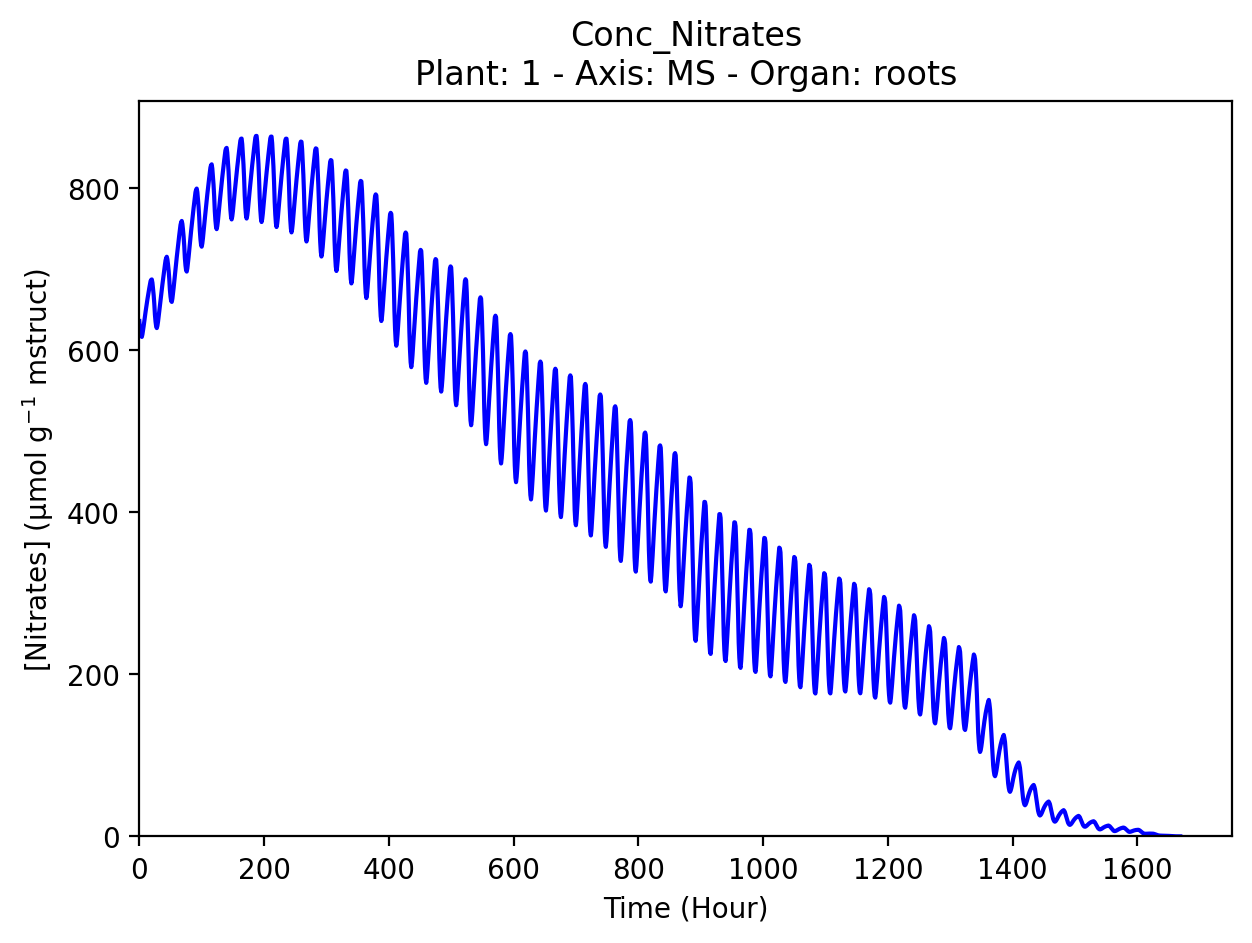 Conc_Nitrates
Plant: 1 - Axis: MS - Organ: roots
[Nitrates] (µmol g⁻¹ mstruct)
800
600
400
200
0
0 200 400 600 800 1000 1200 1400 1600
Time (Hour)